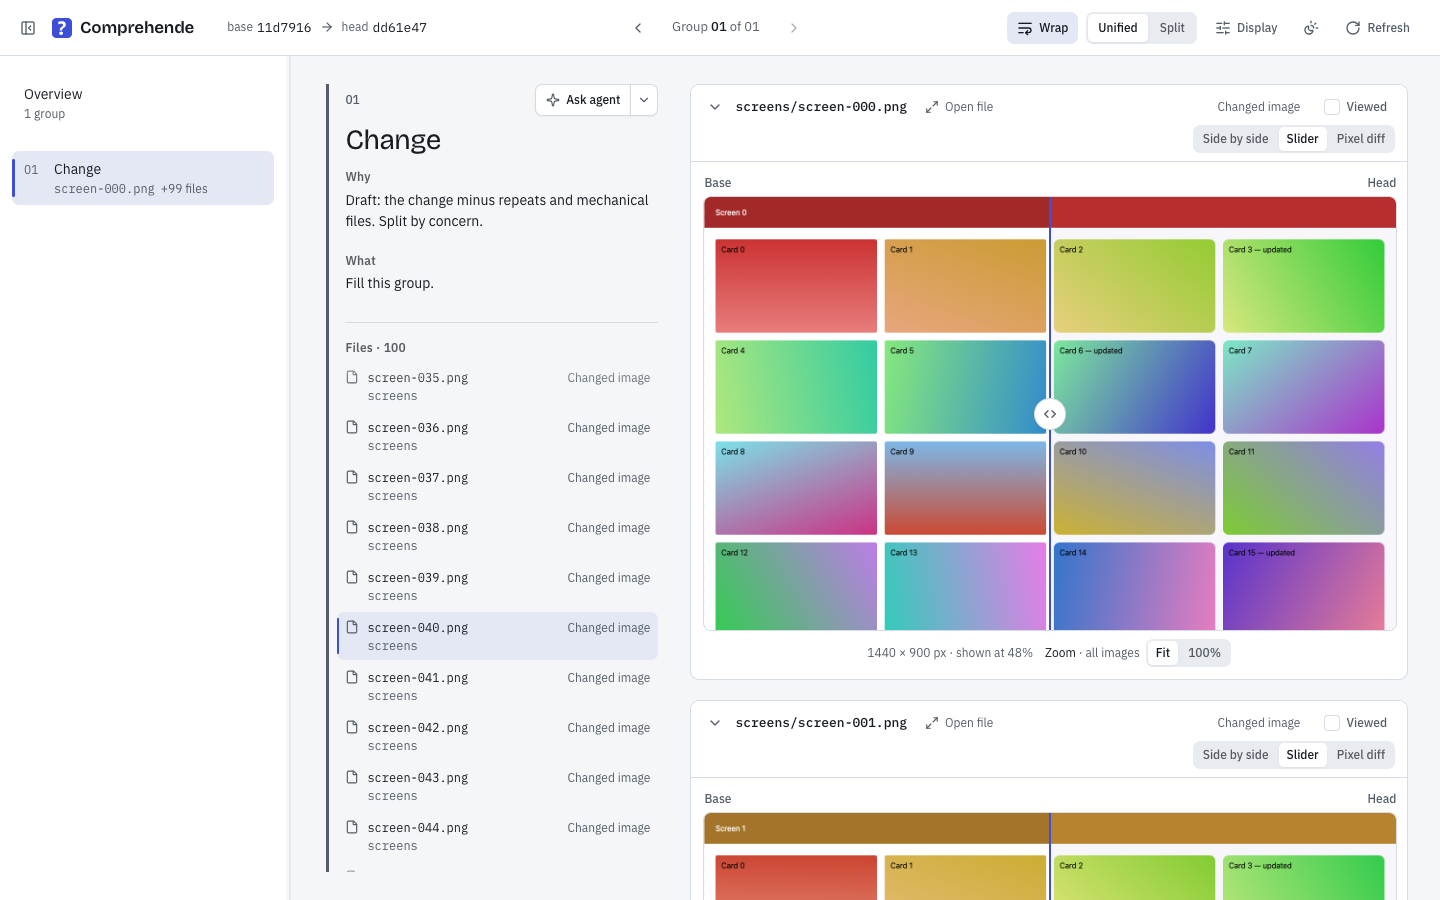 Comprehende
base 11d7916 → head dd61e47
Group 01 of 01
Wrap
Unified Split
Display
Refresh
Overview
1 group
01 Change
screen-000.png +99 files
01
Ask agent
Change
Why
Draft: the change minus repeats and mechanical
files. Split by concern.
What
Fill this group.
Files · 100
screen-035.png Changed image
screens
screen-036.png Changed image
screens
screen-037.png Changed image
screens
screen-038.png Changed image
screens
screen-039.png Changed image
screens
screen-040.png Changed image
screens
screen-041.png Changed image
screens
screen-042.png Changed image
screens
screen-043.png Changed image
screens
screen-044.png Changed image
screens
screens/screen-000.png Open file Changed image Viewed
Side by side Slider Pixel diff
Base Head
Screen 0
Card 0 Card 1 Card 2 Card 3 — updated
Card 4 Card 5 Card 6 — updated Card 7
Card 8 Card 9 Card 10 Card 11
Card 12 Card 13 Card 14 Card 15 — updated
1440 × 900 px · shown at 48% Zoom · all images Fit 100%
screens/screen-001.png Open file Changed image Viewed
Side by side Slider Pixel diff
Base Head
Screen 1
Card 0 Card 1 Card 2 Card 3 — updated